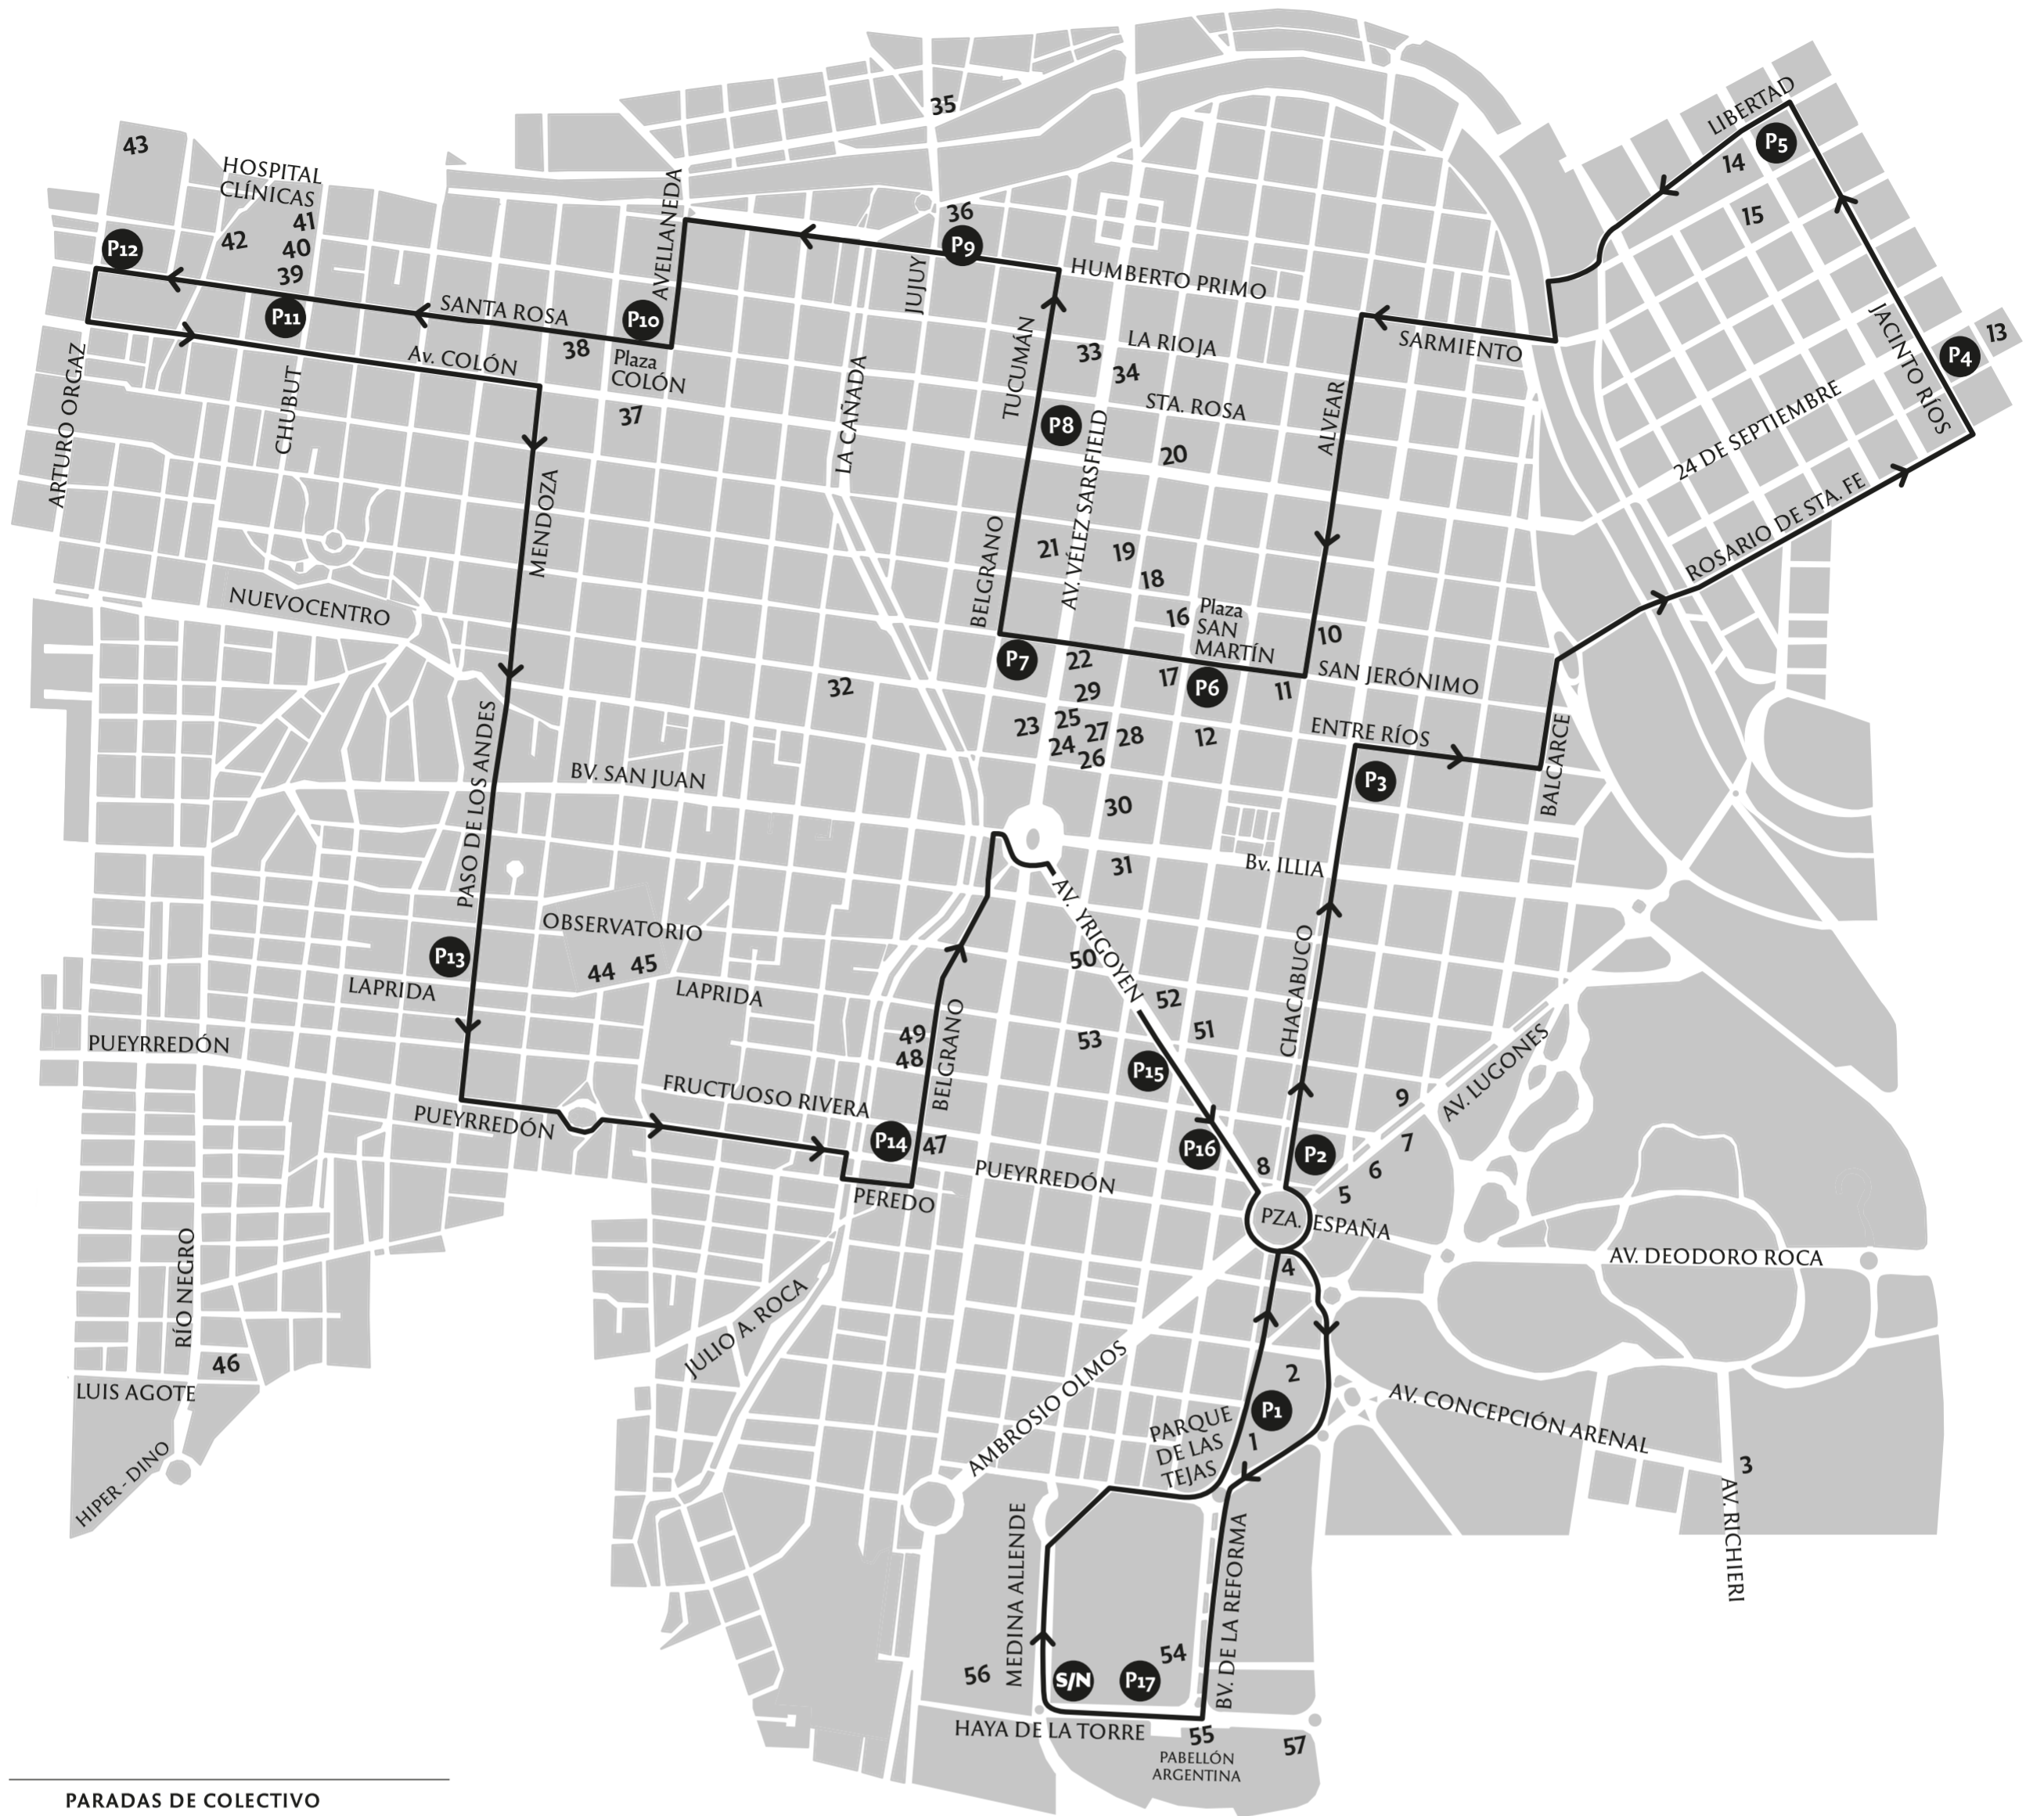 35
LIBERTAD
P5
14
43
HOSPITAL
CLÍNICAS
41
42
40
39
P12
AVELLANEDA
36
P9
JUJUY
HUMBERTO PRIMO
15
JACINTO RÍOS
13
P4
SANTA ROSA
P10
P11
38
Plaza
COLÓN
37
Av. COLÓN
ARTURO ORGAZ
CHUBUT
LA CAÑADA
TUCUMÁN
33
LA RIOJA
34
STA. ROSA
P8
AV. VÉLEZ SARSFIELD
20
ALVEAR
SARMIENTO
24 DE SEPTIEMBRE
ROSARIO DE STA. FE
MENDOZA
BELGRANO
21
19
18
16
Plaza
SAN
MARTÍN
10
NUEVOCENTRO
P7
22
17
P6
11
SAN JERÓNIMO
32
29
23
25
24
27
26
28
12
ENTRE RÍOS
P3
BALCARCE
PASO DE LOS ANDES
BV. SAN JUAN
30
31
Bv. ILLIA
AV. YRIGOYEN
OBSERVATORIO
44
45
P13
LAPRIDA
LAPRIDA
50
52
51
53
CHACABUCO
PUEYRREDÓN
49
48
BELGRANO
P15
AV. LUGONES
9
7
6
5
FRUCTUOSO RIVERA
PUEYRREDÓN
P14
47
P16
8
P2
PUEYRREDÓN
PEREDO
PZA. ESPAÑA
4
AV. DEODORO ROCA
RÍO NEGRO
JULIO A. ROCA
46
LUIS AGOTE
AMBROSIO OLMOS
2
P1
1
PARQUE
DE LAS
TEJAS
AV. CONCEPCIÓN ARENAL
3
AV. RICHIERI
HIPER - DINO
MEDINA ALLENDE
BV. DE LA REFORMA
56
S/N
P17
54
HAYA DE LA TORRE
55
57
PABELLÓN
ARGENTINA
PARADAS DE COLECTIVO